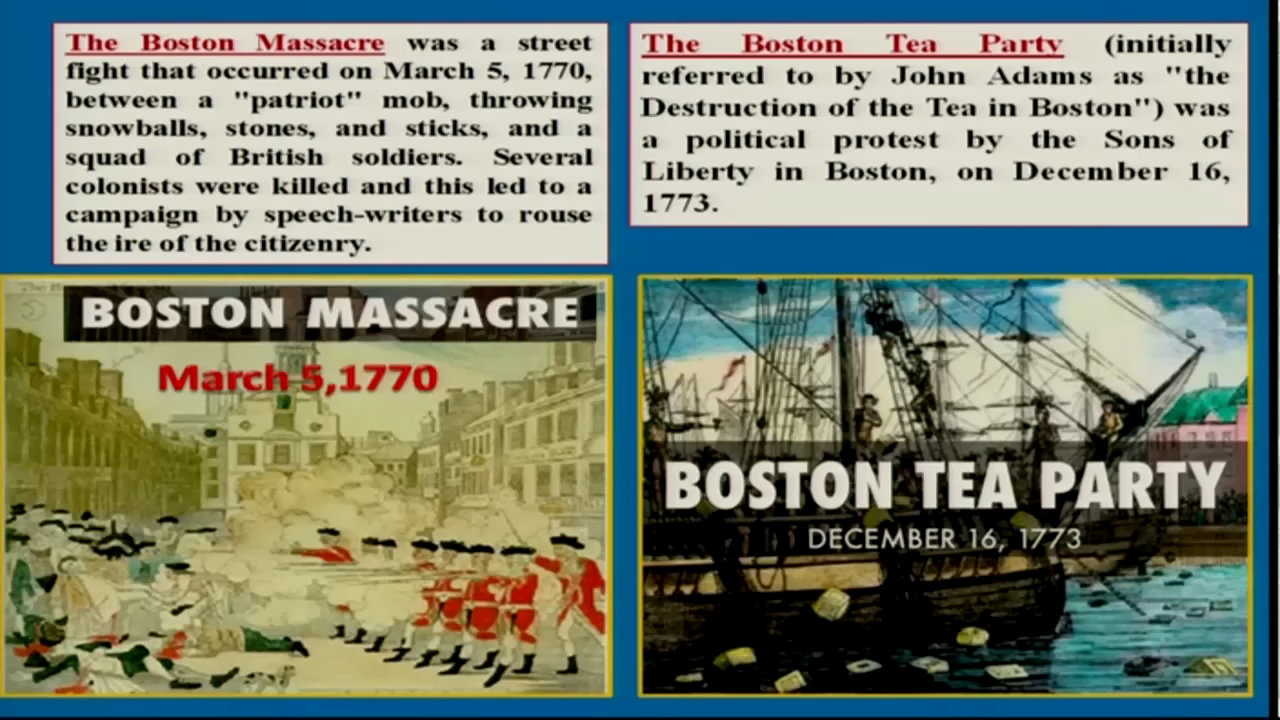 The Boston Massacre was a street
fight that occurred on March 5, 1770,
between a "patriot" mob, throwing
snowballs, stones, and sticks, and a
squad of British soldiers. Several
colonists were killed and this led to a
campaign by speech-writers to rouse
the ire of the citizenry.
The Boston Tea Party (initially
referred to by John Adams as "the
Destruction of the Tea in Boston") was
a political protest by the Sons of
Liberty in Boston, on December 16,
1773.
BOSTON MASSACRE
March 5,1770
BOSTON TEA PARTY
DECEMBER 16, 1773